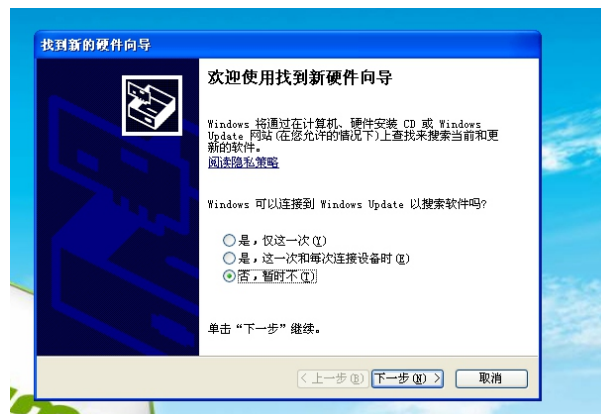 找到新的硬件向导
欢迎使用找到新硬件向导
Windows 将通过在计算机、硬件安装 CD 或 Windows
Update 网站(在您允许的情况下)上查找来搜索当前和更
新的软件。
阅读隐私策略
Windows 可以连接到 Windows Update 以搜索软件吗?
是，仅这一次(Y)
是，这一次和每次连接设备时(E)
否，暂时不(T)
单击“下一步”继续。
< 上一步(B) 下一步(N) > 取消